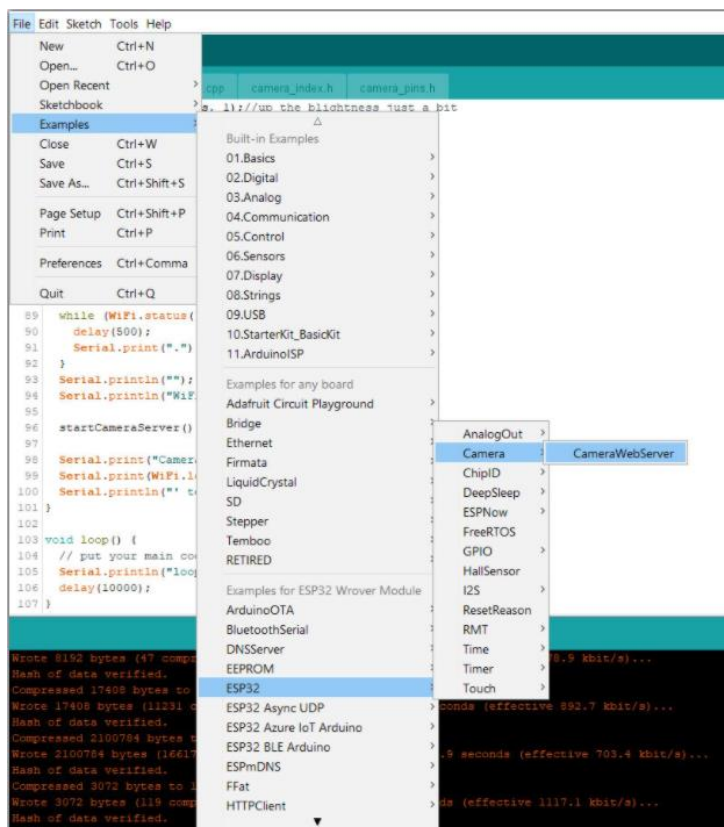 File Edit Sketch Tools Help
New Ctrl+N
Open... Ctrl+O
Open Recent
Sketchbook
Examples
Close Ctrl+W
Save Ctrl+S
Save As... Ctrl+Shift+S
Page Setup Ctrl+Shift+P
Print Ctrl+P
Preferences Ctrl+Comma
Quit Ctrl+Q
.cpp camera_index.h camera_pins.h
s, 1);//up the blightness just a bit
Built-in Examples
01.Basics
02.Digital
03.Analog
04.Communication
05.Control
06.Sensors
07.Display
08.Strings
09.USB
10.StarterKit_BasicKit
11.ArduinoISP
Examples for any board
Adafruit Circuit Playground
Bridge
Ethernet
Firmata
LiquidCrystal
SD
Stepper
Temboo
RETIRED
Examples for ESP32 Wrover Module
ArduinoOTA
BluetoothSerial
DNSServer
EEPROM
ESP32
ESP32 Async UDP
ESP32 Azure IoT Arduino
ESP32 BLE Arduino
ESPmDNS
FFat
HTTPClient
AnalogOut
Camera
ChipID
DeepSleep
ESPNow
FreeRTOS
GPIO
HallSensor
I2S
ResetReason
RMT
Time
Timer
Touch
CameraWebServer
89 while (WiFi.status(
90 delay(500);
91 Serial.print(".")
92 }
93 Serial.println("");
94 Serial.println("WiF
95
96 startCameraServer()
97
98 Serial.print("Camera
99 Serial.print(WiFi.l
100 Serial.println("' to
101 }
102
103 void loop() {
104 // put your main co
105 Serial.println("loop
106 delay(10000);
107 }
Wrote 8192 bytes (47 compr 78.9 kbit/s)...
Hash of data verified.
Compressed 17408 bytes to
Wrote 17408 bytes (11231 c conds (effective 892.7 kbit/s)...
Hash of data verified.
Compressed 2100784 bytes t
Wrote 2100784 bytes (16617 .9 seconds (effective 703.4 kbit/s)...
Hash of data verified.
Compressed 3072 bytes to 1
Wrote 3072 bytes (119 comp ds (effective 1117.1 kbit/s)...
Hash of data verified.